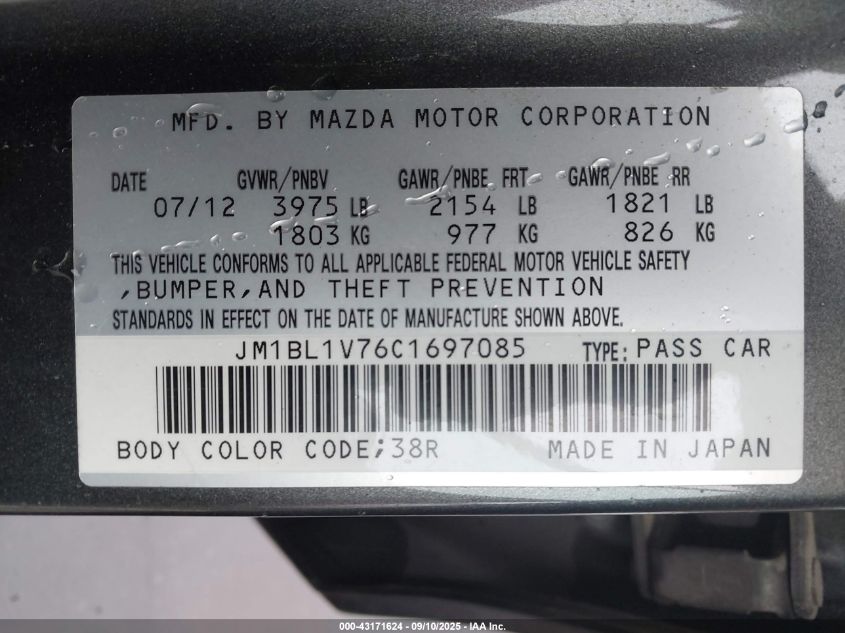 MFD. BY MAZDA MOTOR CORPORATION
DATE GVWR/PNBV GAWR/PNBE FRT GAWR/PNBE RR
07/12 3975 LB 2154 LB 1821 LB
1803 KG 977 KG 826 KG
THIS VEHICLE CONFORMS TO ALL APPLICABLE FEDERAL MOTOR VEHICLE SAFETY
,BUMPER,AND THEFT PREVENTION
STANDARDS IN EFFECT ON THE DATE OF MANUFACTURE SHOWN ABOVE.
JM1BL1V76C1697085 TYPE: PASS CAR
BODY COLOR CODE;38R MADE IN JAPAN
000-43171624 - 09/10/2025 - © IAA Inc.